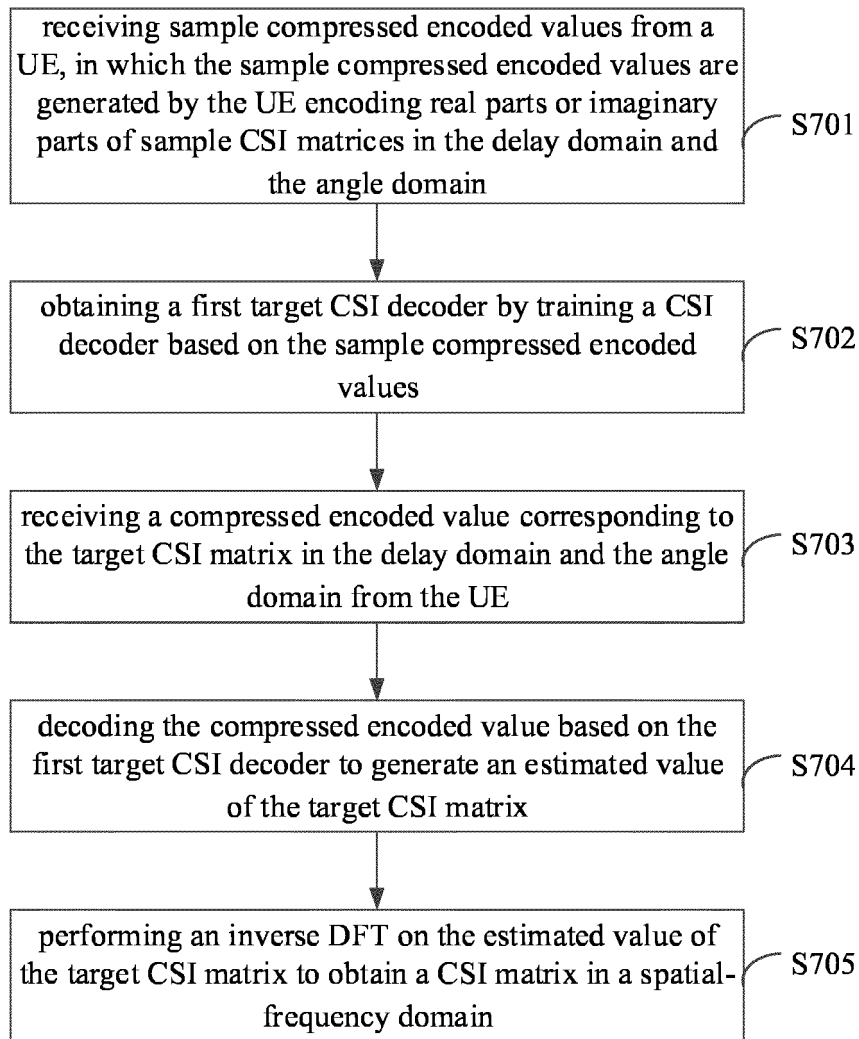 receiving sample compressed encoded values from a
UE, in which the sample compressed encoded values are
generated by the UE encoding real parts or imaginary
parts of sample CSI matrices in the delay domain and
the angle domain
S701
obtaining a first target CSI decoder by training a CSI
decoder based on the sample compressed encoded
values
S702
receiving a compressed encoded value corresponding to
the target CSI matrix in the delay domain and the angle
domain from the UE
S703
decoding the compressed encoded value based on the
first target CSI decoder to generate an estimated value
of the target CSI matrix
S704
performing an inverse DFT on the estimated value of
the target CSI matrix to obtain a CSI matrix in a spatial-
frequency domain
S705